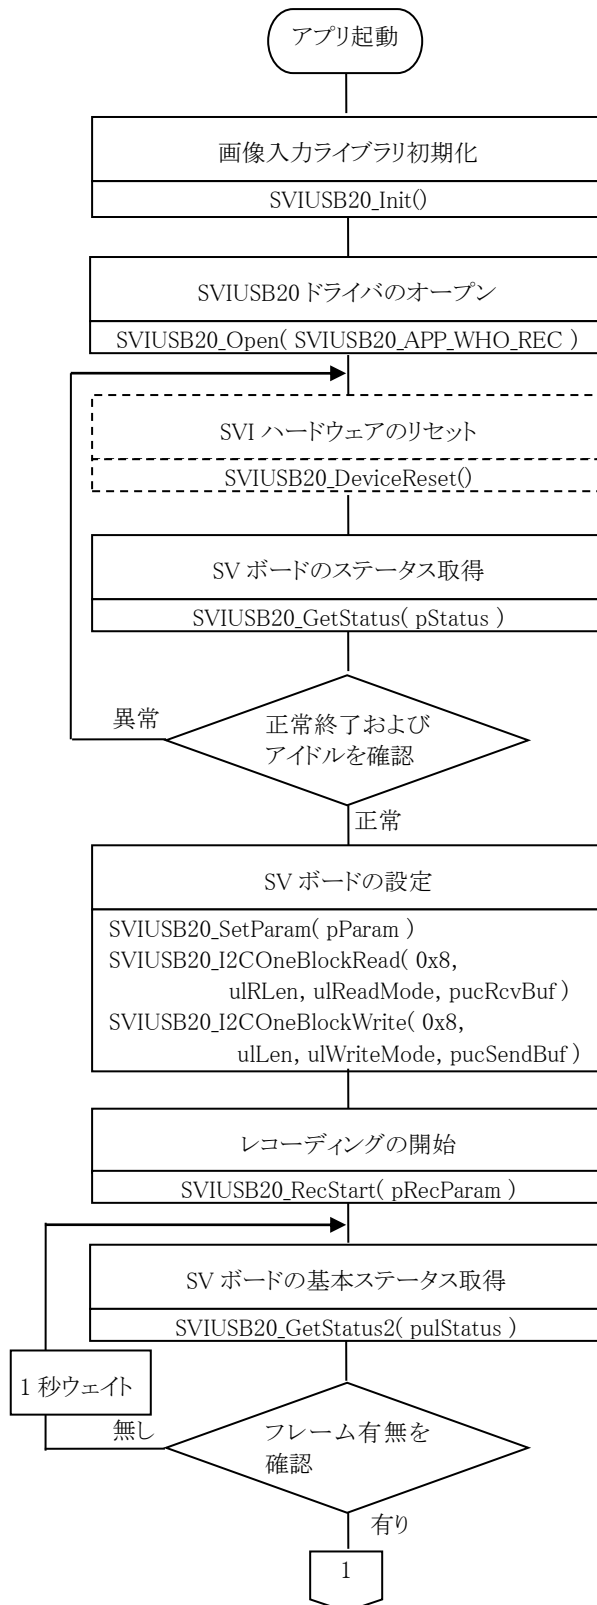 アプリ起動
画像入力ライブラリ初期化
SVIUSB20_Init()
SVIUSB20 ドライバのオープン
SVIUSB20_Open( SVIUSB20_APP_WHO_REC )
SVI ハードウェアのリセット
SVIUSB20_DeviceReset()
SV ボードのステータス取得
SVIUSB20_GetStatus( pStatus )
異常
正常終了および
アイドルを確認
正常
SV ボードの設定
SVIUSB20_SetParam( pParam )
SVIUSB20_I2COneBlockRead( 0x8,
ulRLen, ulReadMode, pucRcvBuf )
SVIUSB20_I2COneBlockWrite( 0x8,
ulLen, ulWriteMode, pucSendBuf )
レコーディングの開始
SVIUSB20_RecStart( pRecParam )
SV ボードの基本ステータス取得
SVIUSB20_GetStatus2( pulStatus )
1 秒ウェイト
無し
フレーム有無を
確認
有り
1